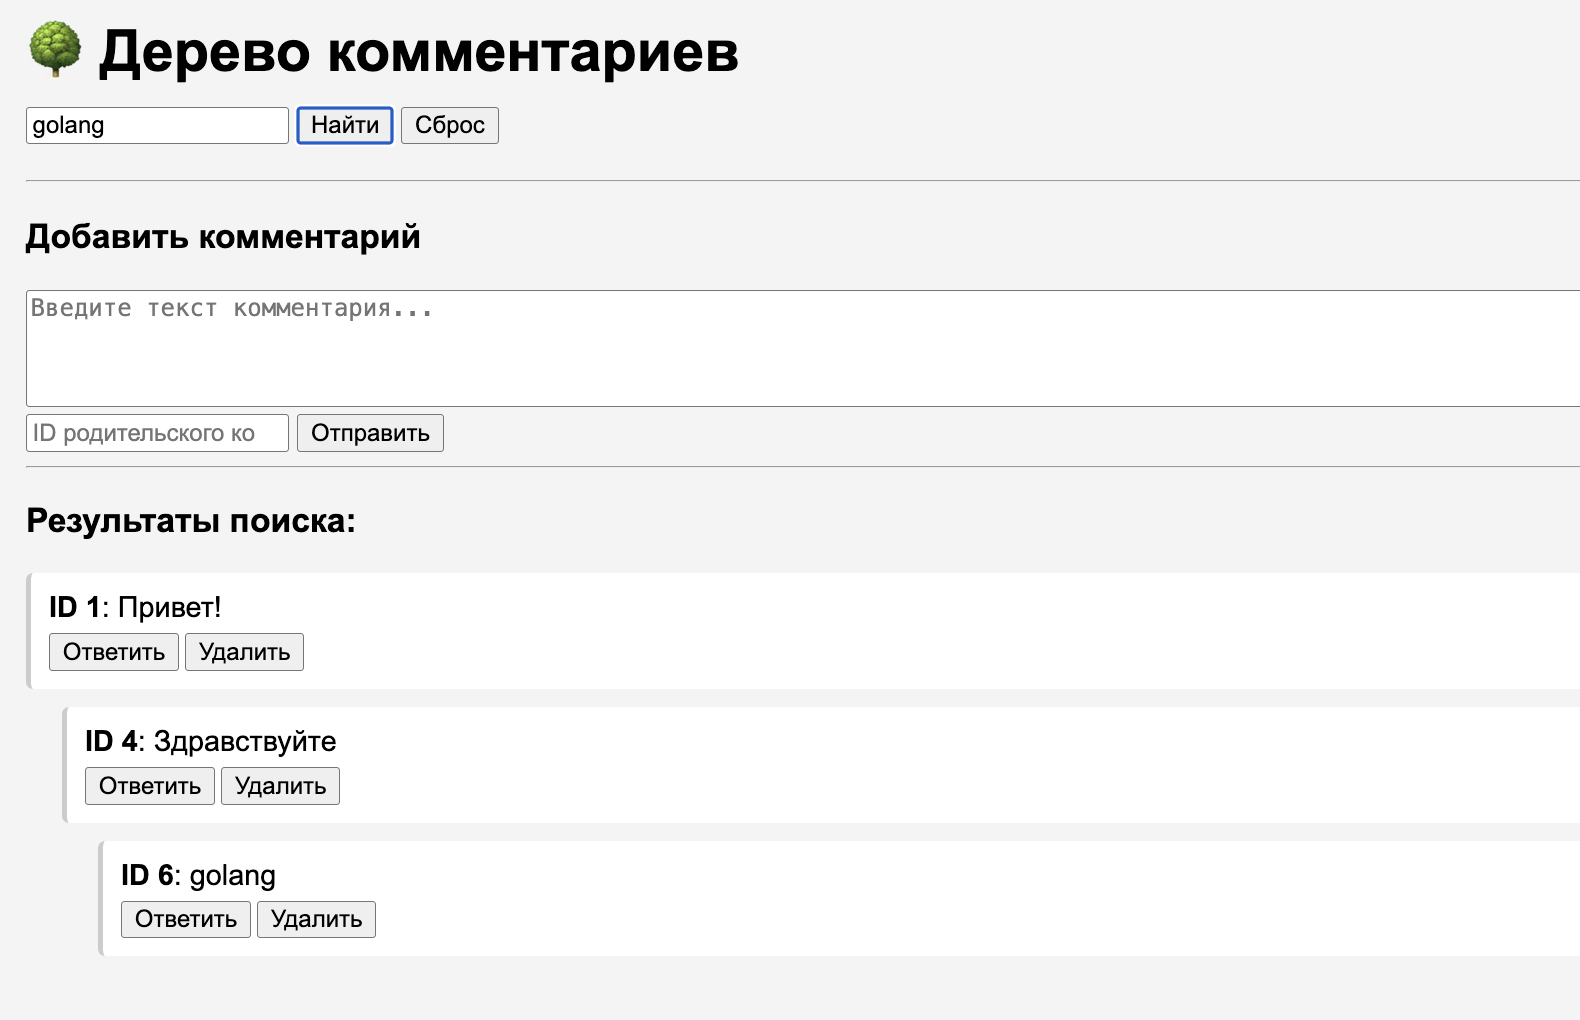 Дерево комментариев
golang Найти Сброс
Добавить комментарий
Введите текст комментария...
ID родительского ко Отправить
Результаты поиска:
ID 1: Привет!
Ответить Удалить
ID 4: Здравствуйте
Ответить Удалить
ID 6: golang
Ответить Удалить